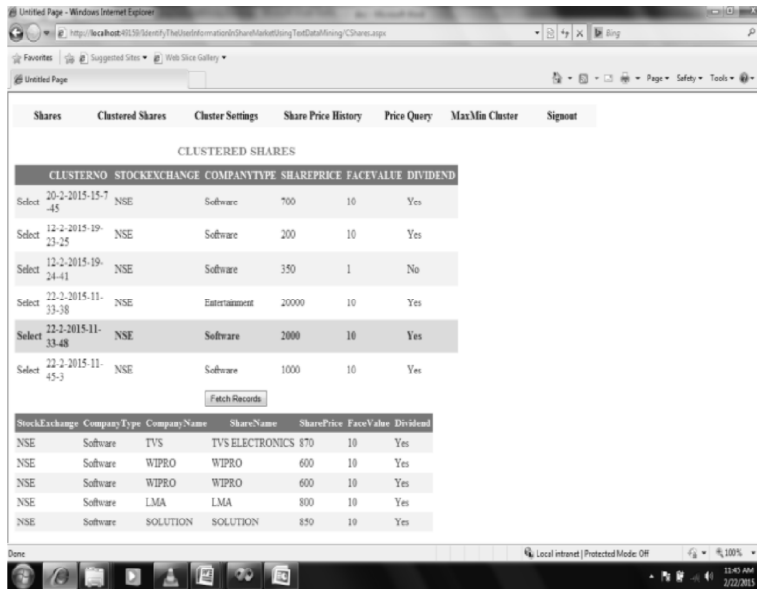 Untitled Page - Windows Internet Explorer
http://localhost:49159/IdentifyTheUserInformationInShareMarketUsingTextDataMining/CShares.aspx
Bing
Favorites Suggested Sites Web Slice Gallery
Untitled Page
Page Safety Tools
Shares Clustered Shares Cluster Settings Share Price History Price Query MaxMin Cluster Signout
CLUSTERED SHARES
CLUSTERNO STOCKEXCHANGE COMPANYTYPE SHAREPRICE FACEVALUE DIVIDEND
Select 20-2-2015-15-7 NSE Software 700 10 Yes
-45
Select 12-2-2015-19- NSE Software 200 10 Yes
23-25
Select 12-2-2015-19- NSE Software 350 1 No
24-41
Select 22-2-2015-11- NSE Entertainment 20000 10 Yes
33-38
Select 22-2-2015-11- NSE Software 2000 10 Yes
33-48
Select 22-2-2015-11- NSE Software 1000 10 Yes
45-3
Fetch Records
StockExchange CompanyType CompanyName ShareName SharePrice FaceValue Dividend
NSE Software TVS TVS ELECTRONICS 870 10 Yes
NSE Software WIPRO WIPRO 600 10 Yes
NSE Software WIPRO WIPRO 600 10 Yes
NSE Software LMA LMA 800 10 Yes
NSE Software SOLUTION SOLUTION 850 10 Yes
Done Local intranet | Protected Mode: Off 100%
11:45 AM
2/22/2015